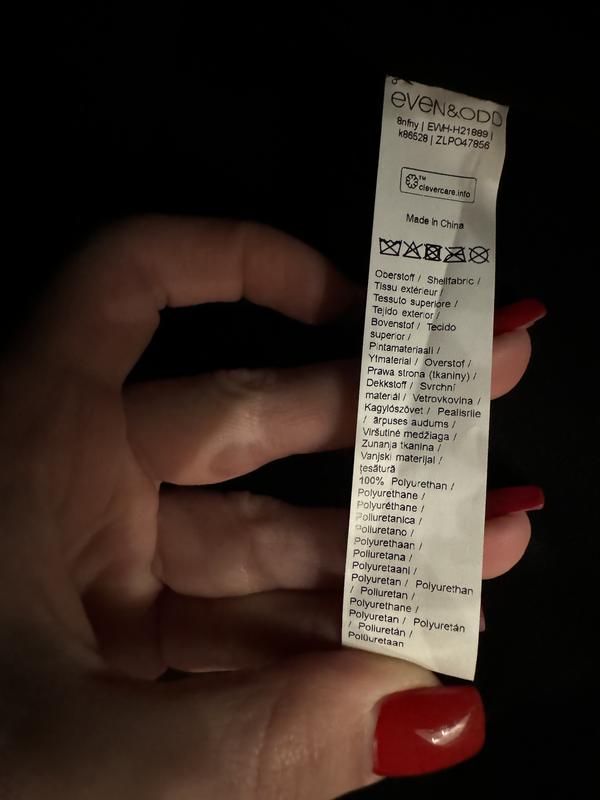 even&odd
8nfny | EWH-H21889 |
k86528 | ZLPO47856
TM
clevercare.info
Made in China
Oberstoff / Shellfabric /
Tissu extérieur /
Tessuto superiore /
Tejido exterior /
Bovenstof / Tecido
superior /
Pintamateriaali /
Ytmaterial / Overstof /
Prawa strona (tkaniny) /
Dekkstoff / Svrchní
materiál / Vetrovkovina /
Kagylószövet / Pealisriie
/ ārpuses audums /
Viršutinė medžiaga /
Zunanja tkanina /
Vanjski materijal /
ţesătură
100% Polyurethan /
Polyurethane /
Polyuréthane /
Poliuretanica /
Poliuretano /
Polyurethaan /
Poliuretana /
Polyuretaani /
Polyuretan / Polyurethan
/ Poliuretan /
Polyurethane /
Polyuretan / Polyuretán
/ Poliuretán /
Polüuretaan